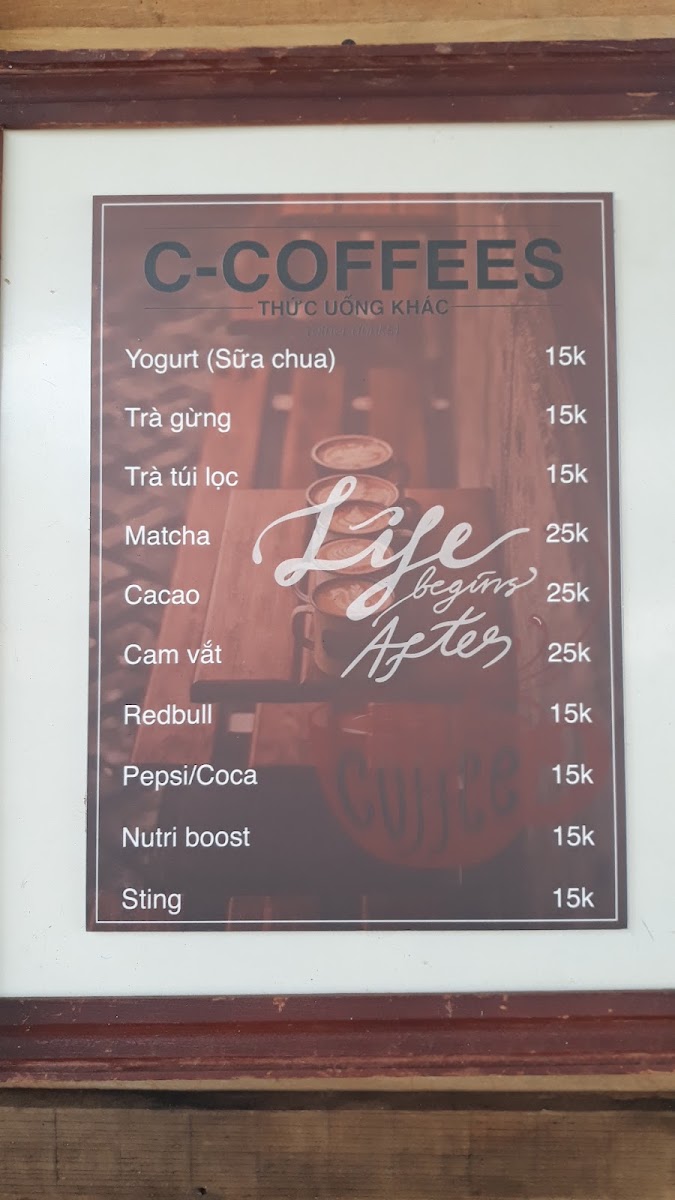 C-COFFEES
THỨC UỐNG KHÁC
Yogurt (Sữa chua) 15k
Trà gừng 15k
Trà túi lọc 15k
Matcha 25k
Cacao 25k
Cam vắt 25k
Redbull 15k
Pepsi/Coca 15k
Nutri boost 15k
Sting 15k
Life
begins
After
Coffee